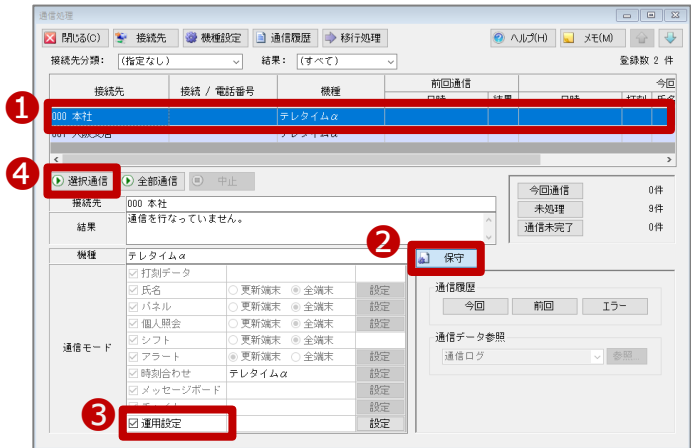 通信処理
閉じる(C) 接続先 機種設定 通信履歴 移行処理 ヘルプ(H) メモ(M)
接続先分類: (指定なし) 結果: (すべて) 登録数 2 件
接続先 接続 / 電話番号 機種 前回通信 今回
日時 結果 日時 打刻 氏名
1
000 本社 テレタイムα
001 大阪支店 テレタイムα
4
選択通信 全部通信 中止
接続先 000 本社
結果 通信を行なっていません。
今回通信 0件
未処理 9件
通信未完了 0件
2
機種 テレタイムα
保守
通信モード
打刻データ
氏名 更新端末 全端末 設定
パネル 更新端末 全端末 設定
個人照会 更新端末 全端末 設定
シフト 更新端末 全端末
アラート 更新端末 全端末 設定
時刻合わせ テレタイムα 設定
メッセージボード 設定
設定
3
運用設定 設定
通信履歴
今回 前回 エラー
通信データ参照
通信ログ 参照...